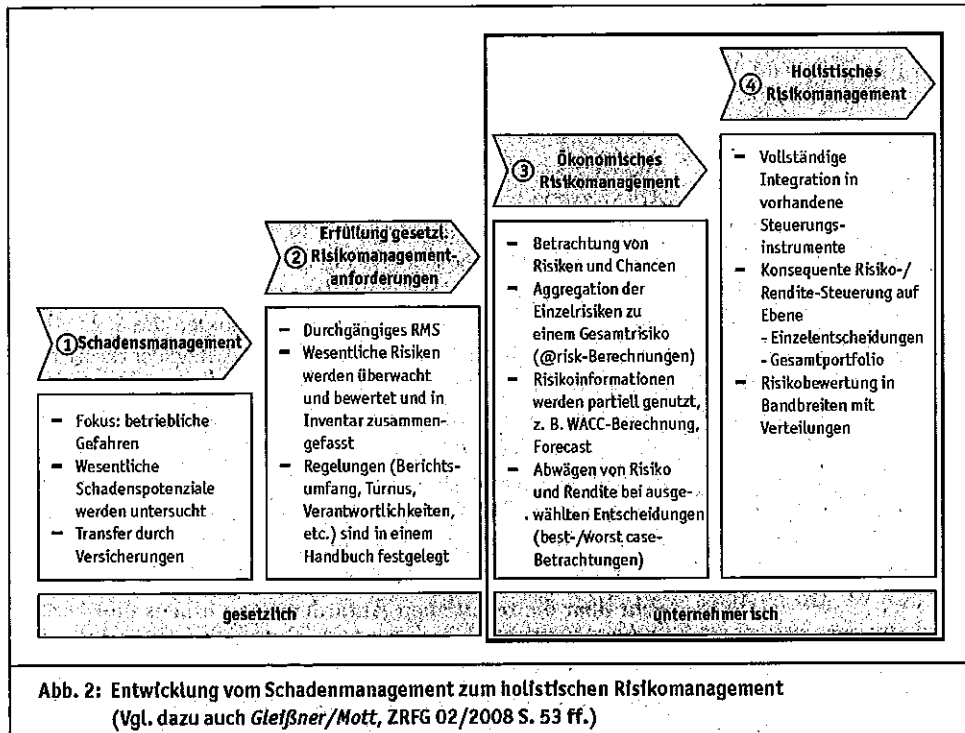 ① Schadensmanagement
– Fokus: betriebliche
Gefahren
– Wesentliche
Schadenspotenziale
werden untersucht
– Transfer durch
Versicherungen
② Erfüllung gesetzl.
Risikomanagement-
anforderungen
– Durchgängiges RMS
– Wesentliche Risiken
werden überwacht
und bewertet und in
Inventar zusammen-
gefasst
– Regelungen (Berichts-
umfang, Turnus,
Verantwortlichkeiten,
etc.) sind in einem
Handbuch festgelegt
③ Ökonomisches
Risikomanagement
– Betrachtung von
Risiken und Chancen
– Aggregation der
Einzelrisiken zu
einem Gesamtrisiko
(@risk-Berechnungen)
– Risikoinformationen
werden partiell genutzt,
z. B. WACC-Berechnung,
Forecast
– Abwägen von Risiko
und Rendite bei ausge-
wählten Entscheidungen
(best-/worst case-
Betrachtungen)
④ Holistisches
Risikomanagement
– Vollständige
Integration in
vorhandene
Steuerungs-
instrumente
– Konsequente Risiko-/
Rendite-Steuerung auf
Ebene
- Einzelentscheidungen
- Gesamtportfolio
– Risikobewertung in
Bandbreiten mit
Verteilungen
gesetzlich
unternehmerisch
Abb. 2: Entwicklung vom Schadenmanagement zum holistischen Risikomanagement
(Vgl. dazu auch Gleißner/Mott, ZRFG 02/2008 S. 53 ff.)